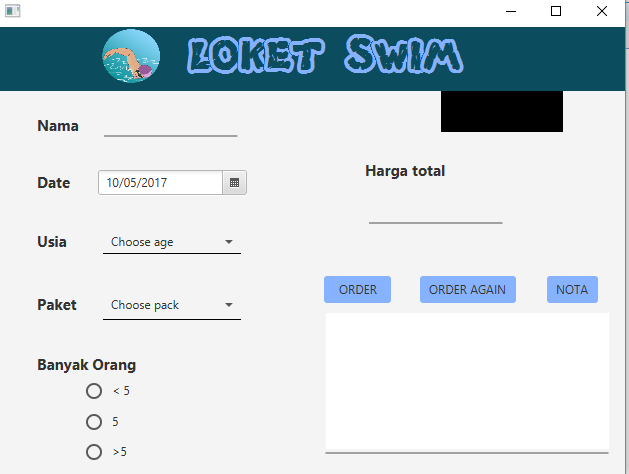 LOKET SWIM
Nama
Date 10/05/2017
Usia Choose age
Paket Choose pack
Banyak Orang
< 5
5
>5
Harga total
ORDER ORDER AGAIN NOTA